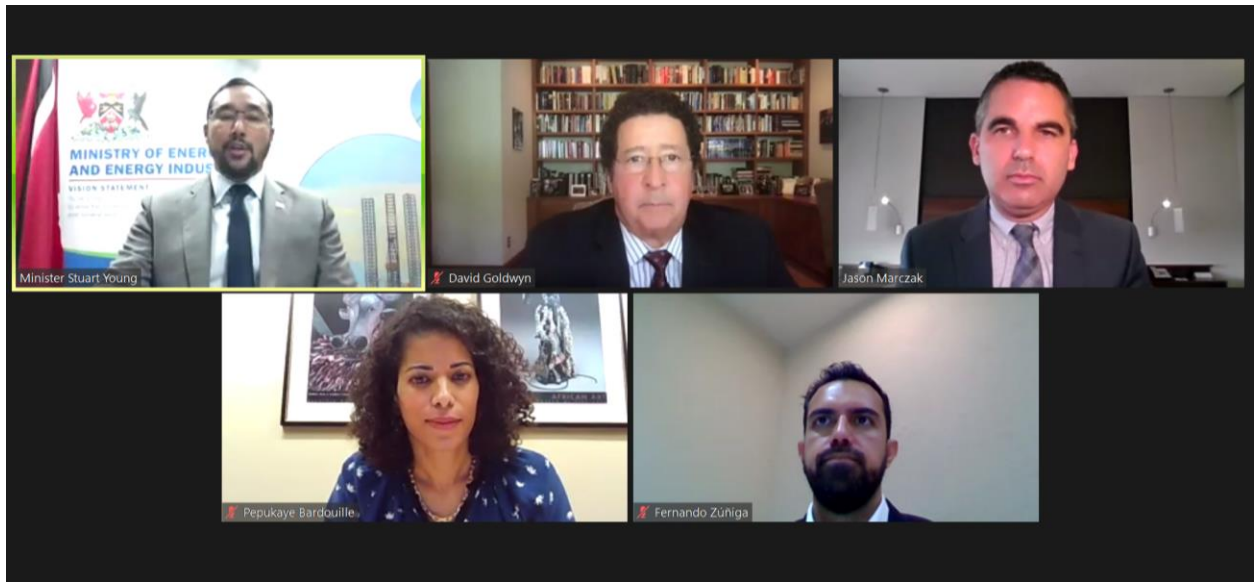 MINISTRY OF ENER
AND ENERGY INDUS
VISION STATEMENT
Minister Stuart Young
David Goldwyn
Jason Marczak
AFRICAN
Pepukaye Bardouille
Fernando Zúñiga